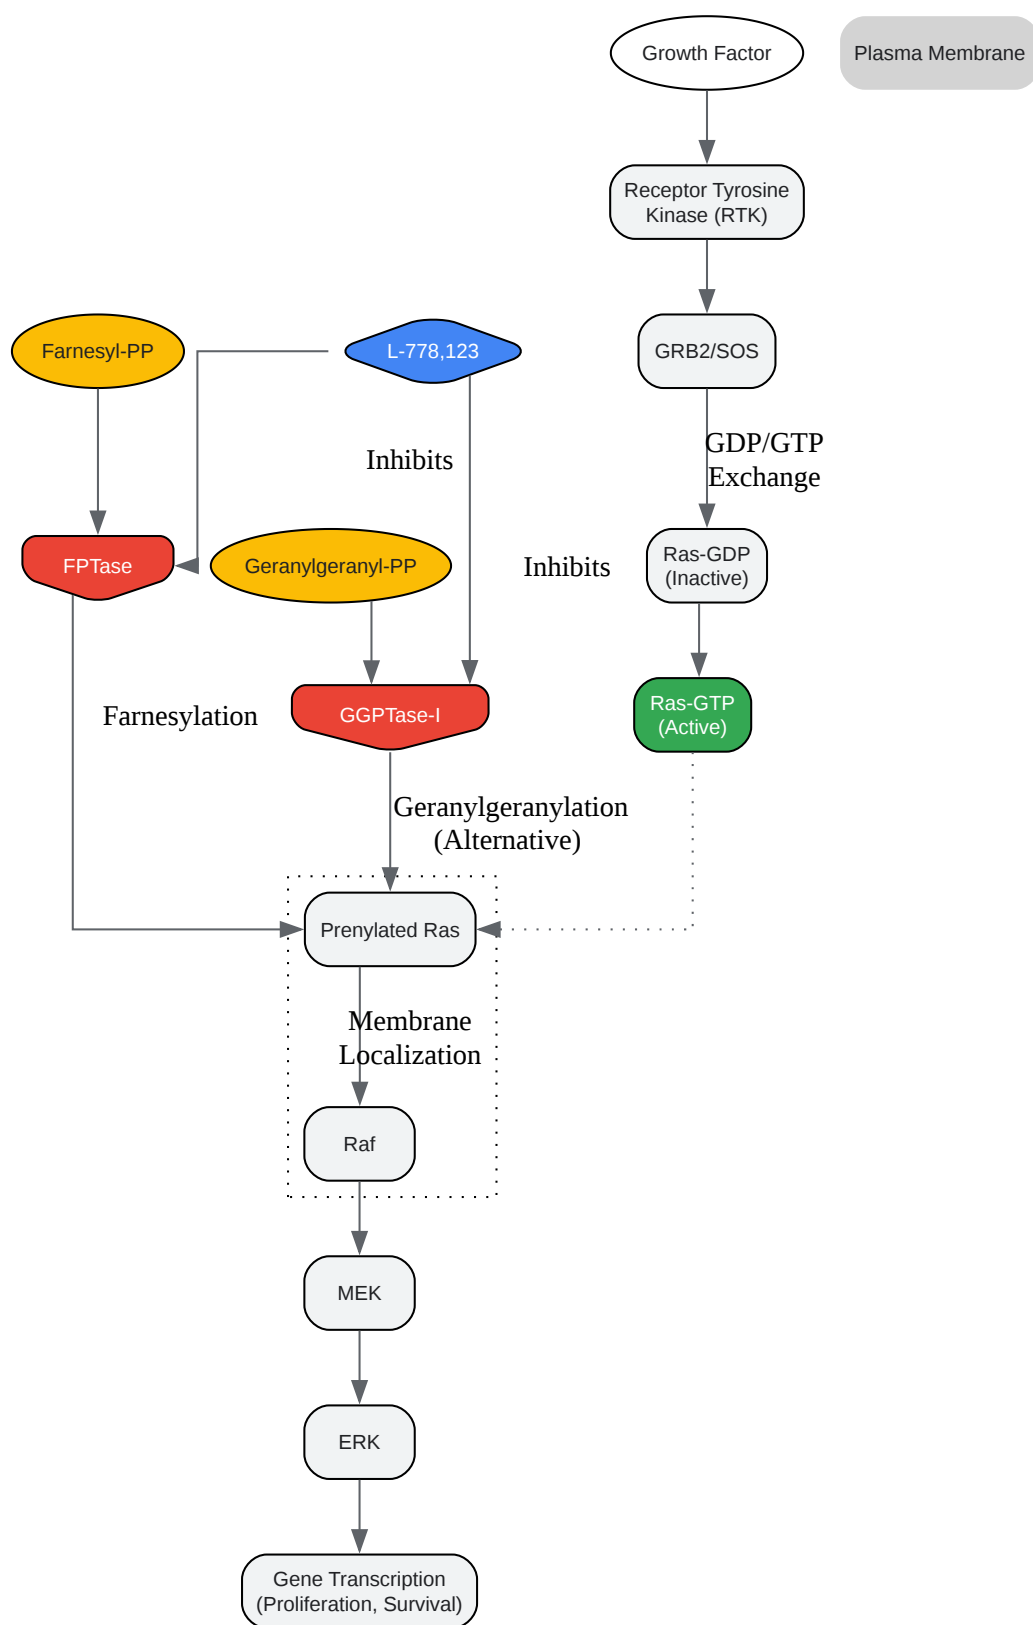 Growth Factor
Plasma Membrane
Receptor Tyrosine
Kinase (RTK)
Farnesyl-PP
L-778,123
GRB2/SOS
Inhibits
GDP/GTP
Exchange
FPTase
Geranylgeranyl-PP
Inhibits
Ras-GDP
(Inactive)
Farnesylation
GGPTase-I
Ras-GTP
(Active)
Geranylgeranylation
(Alternative)
Prenylated Ras
Membrane
Localization
Raf
MEK
ERK
Gene Transcription
(Proliferation, Survival)